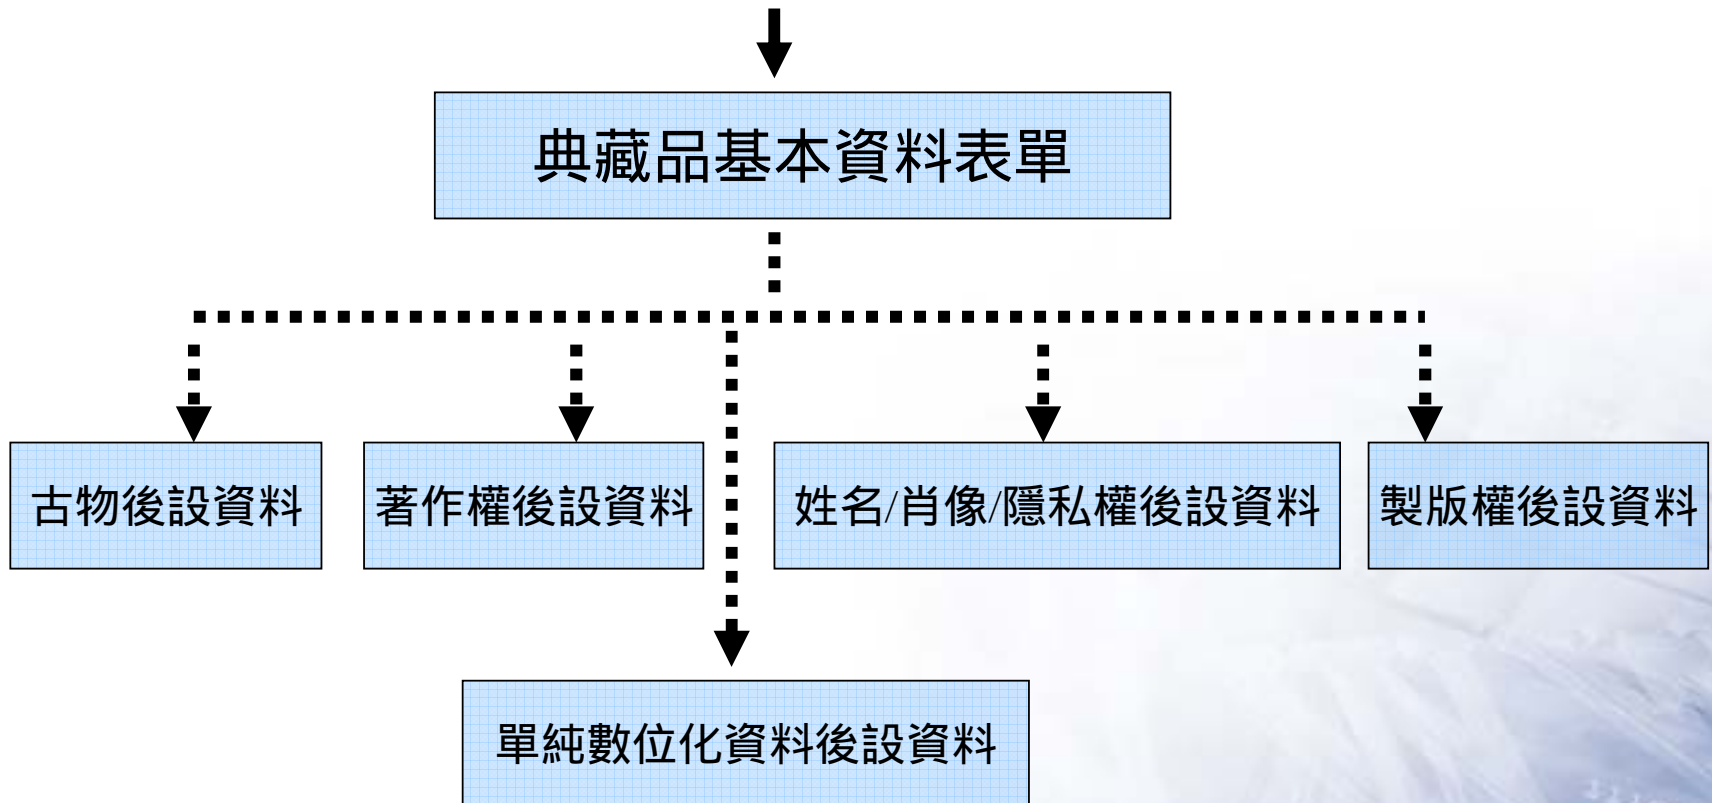 典藏品基本資料表單
古物後設資料
著作權後設資料
姓名/肖像/隱私權後設資料
製版權後設資料
單純數位化資料後設資料